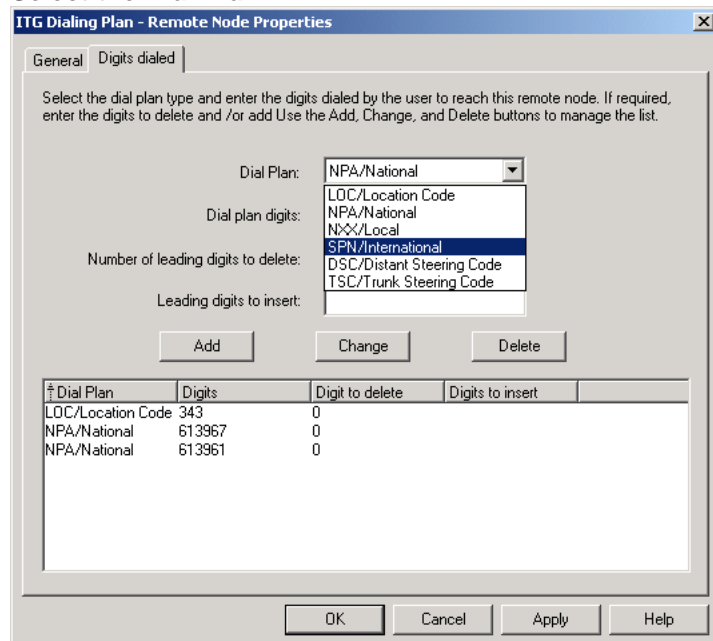 ITG Dialing Plan - Remote Node Properties
General Digits dialed
Select the dial plan type and enter the digits dialed by the user to reach this remote node. If required,
enter the digits to delete and /or add Use the Add, Change, and Delete buttons to manage the list.
Dial Plan: NPA/National
LOC/Location Code
NPA/National
Dial plan digits:
NXX/Local
SPN/International
Number of leading digits to delete:
DSC/Distant Steering Code
TSC/Trunk Steering Code
Leading digits to insert:
Add Change Delete
Dial Plan Digits Digit to delete Digits to insert
LOC/Location Code 343 0
NPA/National 613967 0
NPA/National 613961 0
OK Cancel Apply Help